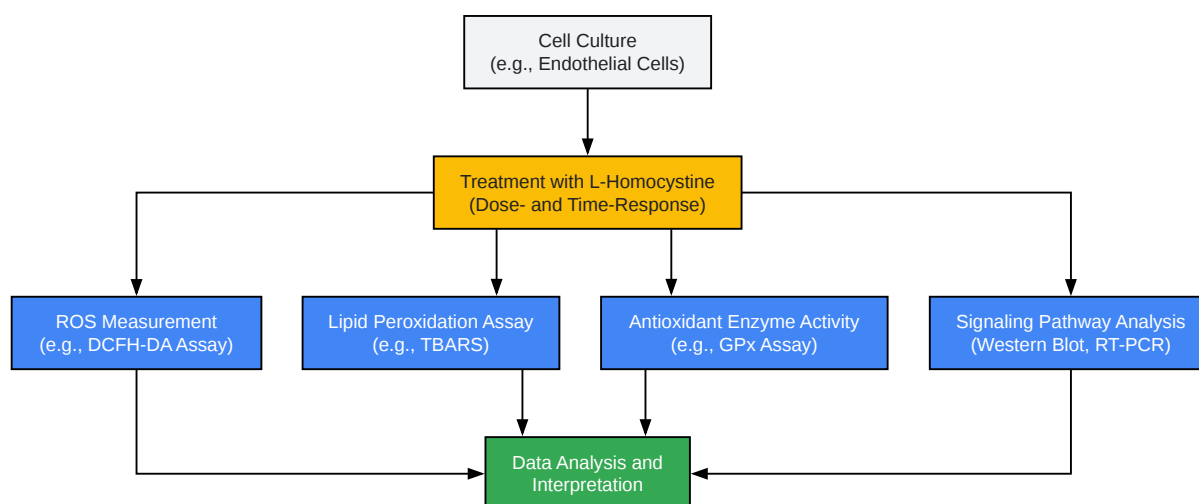 Cell Culture
(e.g., Endothelial Cells)
Treatment with L-Homocystine
(Dose- and Time-Response)
ROS Measurement
(e.g., DCFH-DA Assay)
Lipid Peroxidation Assay
(e.g., TBARS)
Antioxidant Enzyme Activity
(e.g., GPx Assay)
Signaling Pathway Analysis
(Western Blot, RT-PCR)
Data Analysis and
Interpretation